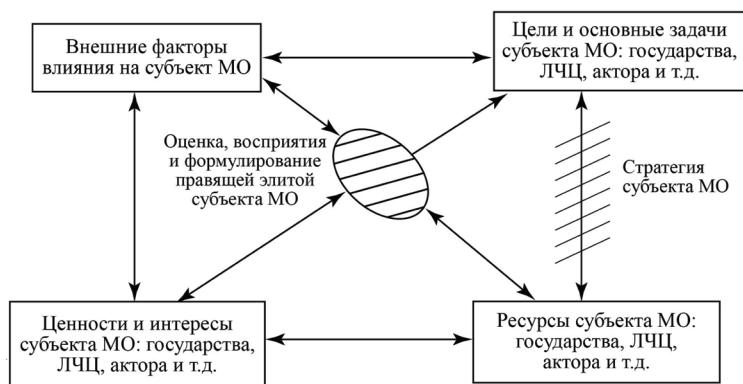 Внешние факторы
влияния на субъект МО
Цели и основные задачи
субъекта МО: государства,
ЛЧЦ, актора и т.д.
Оценка, восприятия
и формулирование
правящей элитой
субъекта МО
Стратегия
субъекта МО
Ценности и интересы
субъекта МО: государства,
ЛЧЦ, актора и т.д.
Ресурсы субъекта МО:
государства, ЛЧЦ,
актора и т.д.